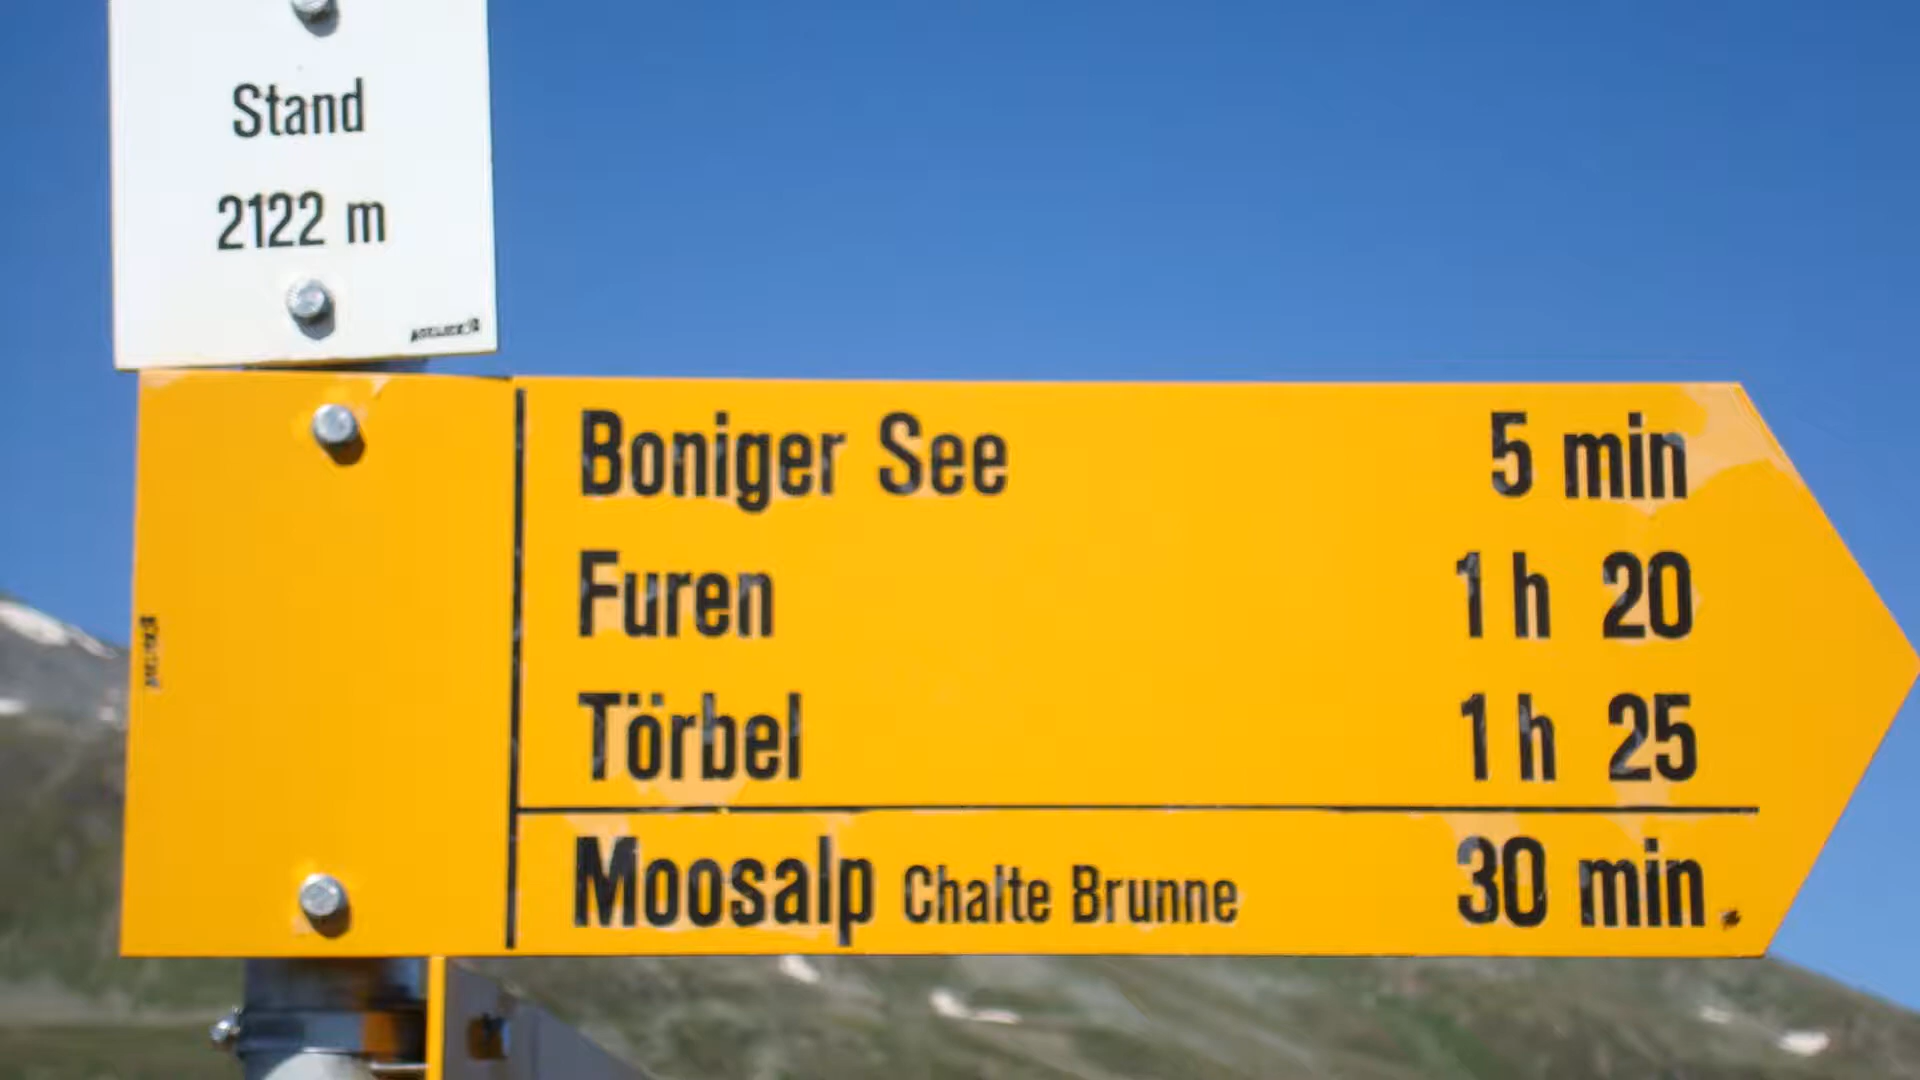 Stand
2122 m
Boniger See 5 min
Furen 1 h 20
Törbel 1 h 25
Moosalp Chalte Brunne 30 min